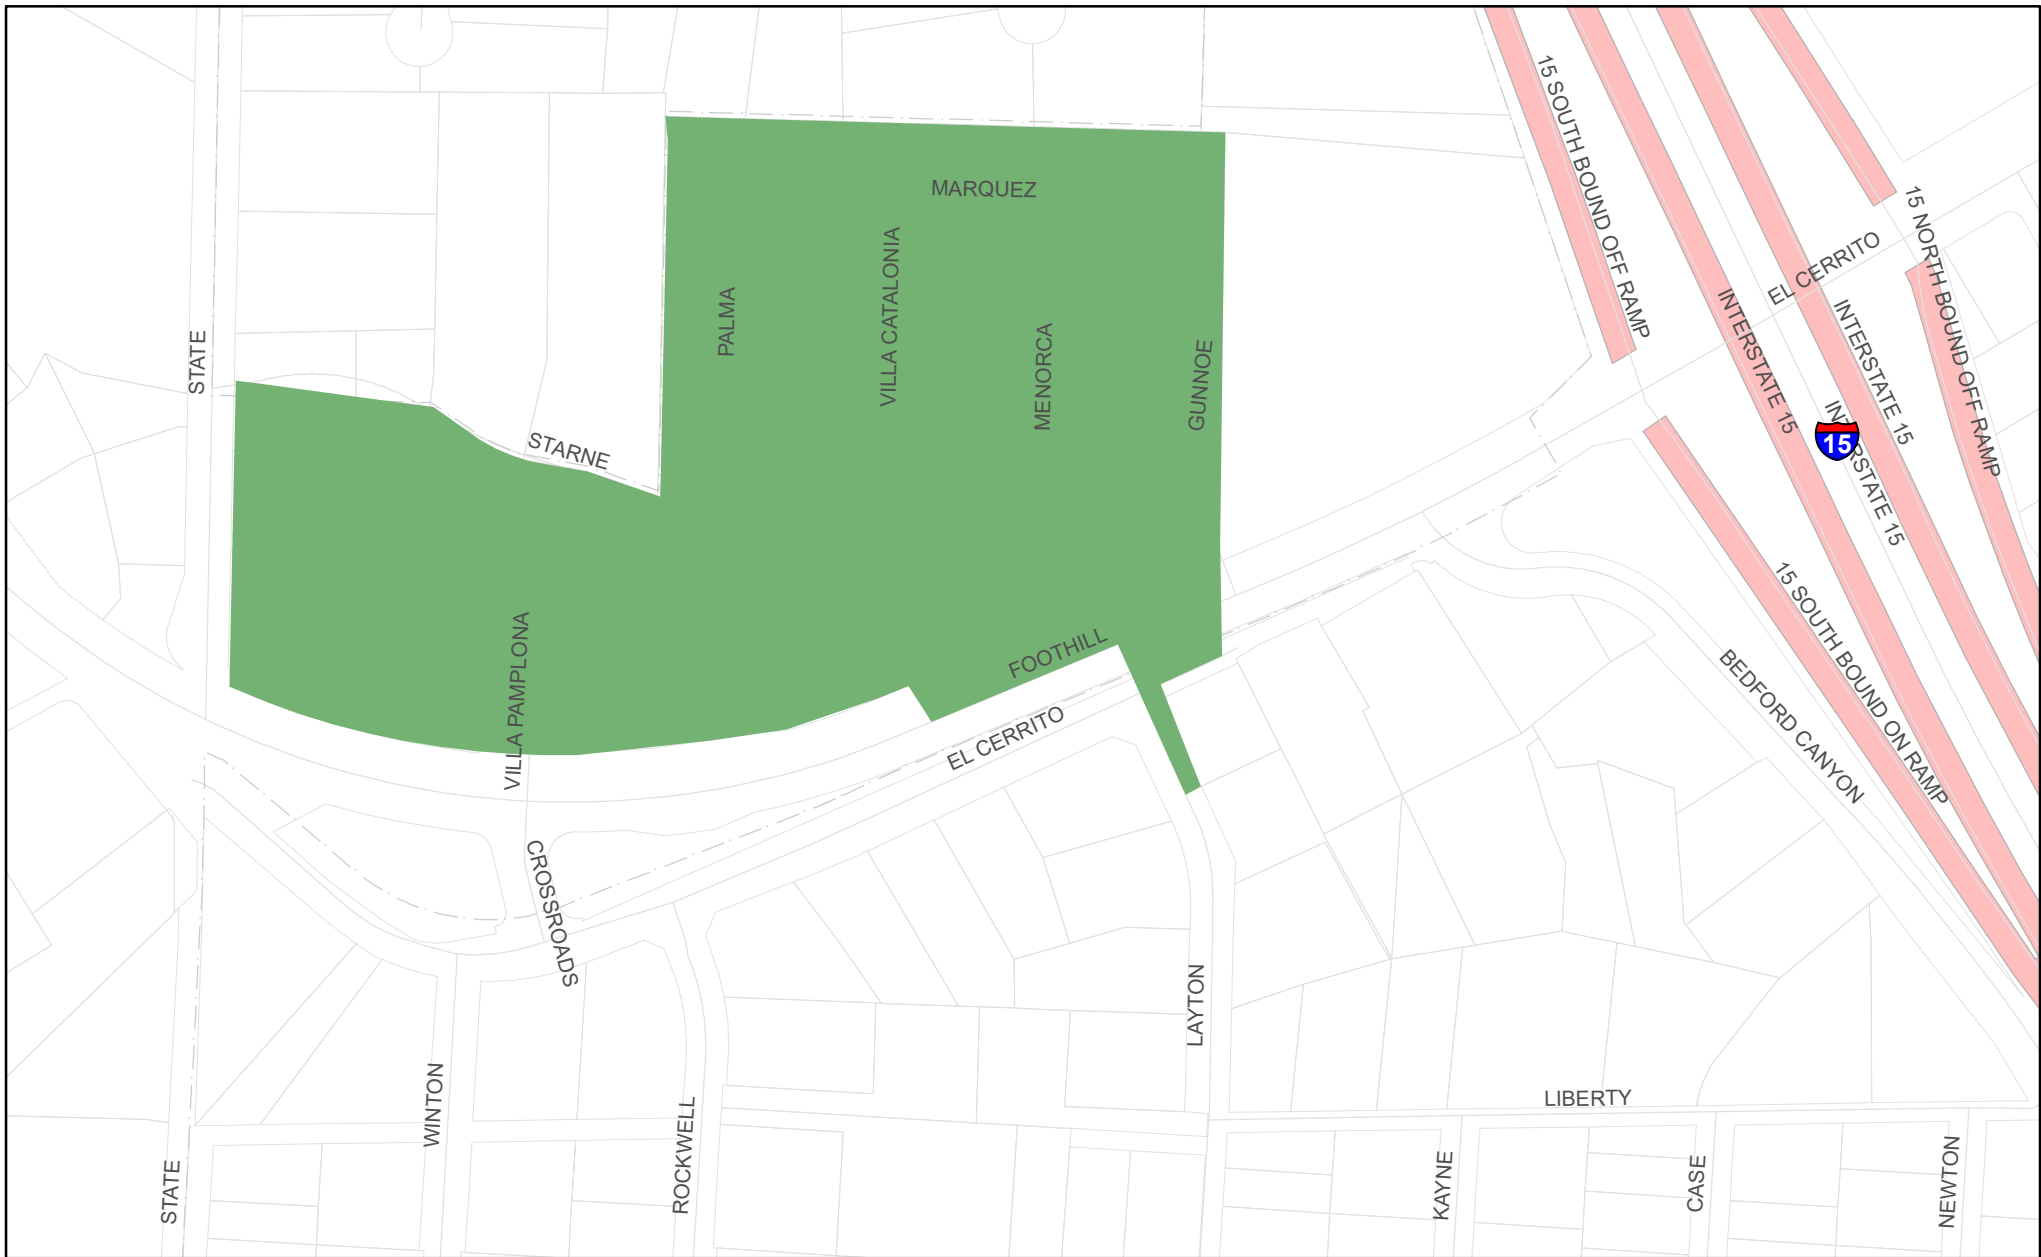 15 SOUTH BOUND OFF RAMP
MARQUEZ
15 NORTH BOUND OFF RAMP
EL CERRITO
VILLA CATALONIA
PALMA
STATE
MENORCA
GUNNOE
INTERSTATE 15
INTERSTATE 15
INTERSTATE 15
15
STARNE
15 SOUTH BOUND ON RAMP
VILLA PAMPLONA
FOOTHILL
BEDFORD CANYON
EL CERRITO
CROSSROADS
LAYTON
WINTON
ROCKWELL
LIBERTY
STATE
KAYNE
CASE
NEWTON